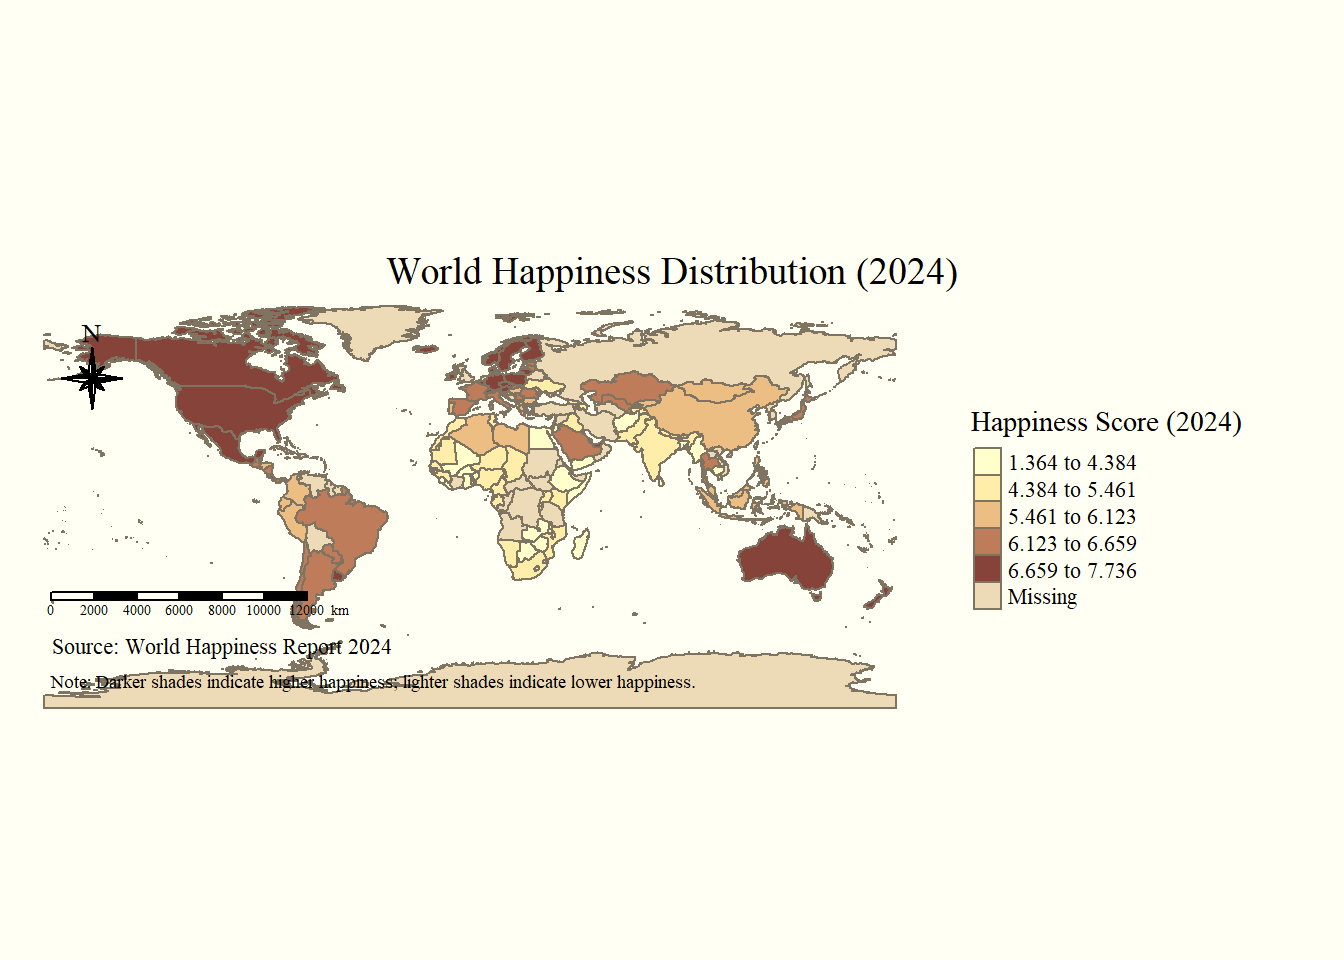 World Happiness Distribution (2024)
N
Happiness Score (2024)
1.364 to 4.384
4.384 to 5.461
5.461 to 6.123
6.123 to 6.659
6.659 to 7.736
Missing
0 2000 4000 6000 8000 10000 12000 km
Source: World Happiness Report 2024
Note: Darker shades indicate higher happiness; lighter shades indicate lower happiness.